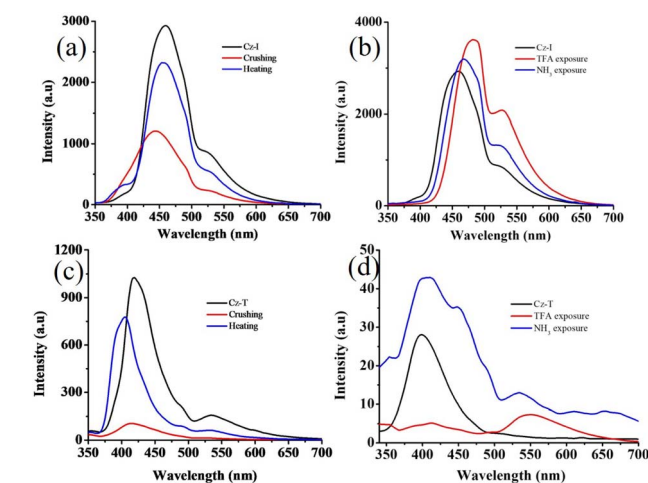 (a)
Intensity (a.u)
3000
2000
1000
0
Cz-I
Crushing
Heating
350 400 450 500 550 600 650 700
Wavelength (nm)
(b)
Intensity (a.u)
4000
2000
0
Cz-I
TFA exposure
NH3 exposure
350 400 450 500 550 600 650 700
Wavelength (nm)
(c)
Intensity (a.u)
1200
900
600
300
0
Cz-T
Crushing
Heating
350 400 450 500 550 600 650 700
Wavelength (nm)
(d)
Intensity (a.u)
50
40
30
20
10
0
Cz-T
TFA exposure
NH3 exposure
350 400 450 500 550 600 650 700
Wavelength (nm)